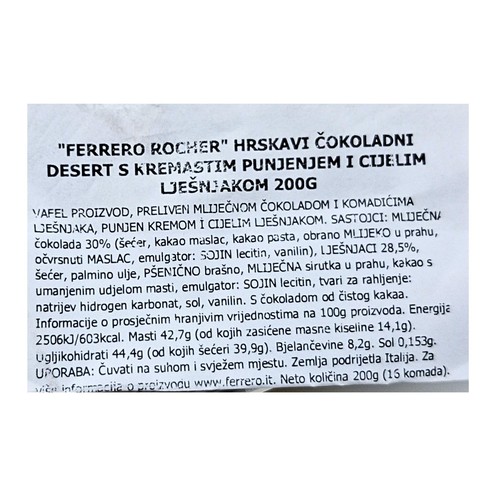 "FERRERO ROCHER" HRSKAVI ČOKOLADNI
DESERT S KREMASTIM PUNJENJEM I CIJELIM
LJEŠNJAKOM 200G
VAFEL PROIZVOD, PRELIVEN MLIJEČNOM ČOKOLADOM I KOMADIĆIMA
LJEŠNJAKA, PUNJEN KREMOM I CIJELIM LJEŠNJAKOM. SASTOJCI: MLIJEČNA
čokolada 30% (šećer, kakao maslac, kakao pasta, obrano MLIJEKO u prahu,
očvrsnuti MASLAC, emulgator: SOJIN lecitin, vanilin), LJEŠNJACI 28,5%,
šećer, palmino ulje, PŠENIČNO brašno, MLIJEČNA sirutka u prahu, kakao s
umanjenim udjelom masti, emulgator: SOJIN lecitin, tvari za rahljenje:
natrijev hidrogen karbonat, sol, vanilin. S čokoladom od čistog kakaa.
Informacije o prosječnim hranjivim vrijednostima na 100g proizvoda. Energija
2506kJ/603kcal. Masti 42,7g (od kojih zasićene masne kiseline 14,1g).
Ugljikohidrati 44,4g (od kojih šećeri 39,9g). Bjelančevine 8,2g. Sol 0,153g.
UPORABA: Čuvati na suhom i svježem mjestu. Zemlja podrijetla Italija. Za
više informacija o proizvodu www.ferrero.it. Neto količina 200g (16 komada).